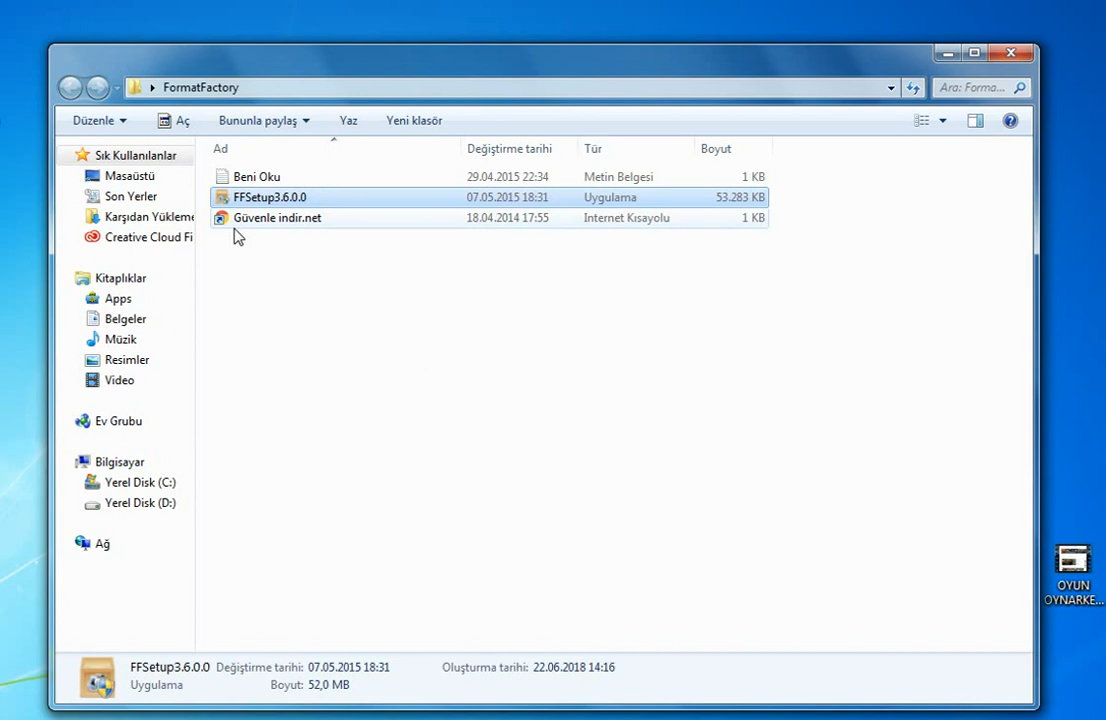 FormatFactory
Ara: Forma...
Düzenle
Aç
Bununla paylaş
Yaz
Yeni klasör
Ad
Değiştirme tarihi
Tür
Boyut
Sık Kullanılanlar
Masaüstü
Son Yerler
Karşıdan Yükleme
Creative Cloud Fi
Kitaplıklar
Apps
Belgeler
Müzik
Resimler
Video
Ev Grubu
Bilgisayar
Yerel Disk (C:)
Yerel Disk (D:)
Ağ
Beni Oku 29.04.2015 22:34 Metin Belgesi 1 KB
FFSetup3.6.0.0 07.05.2015 18:31 Uygulama 53.283 KB
Güvenle indir.net 18.04.2014 17:55 Internet Kısayolu 1 KB
OYUN
OYNARKE...
FFSetup3.6.0.0 Değiştirme tarihi: 07.05.2015 18:31 Oluşturma tarihi: 22.06.2018 14:16
Uygulama Boyut: 52,0 MB